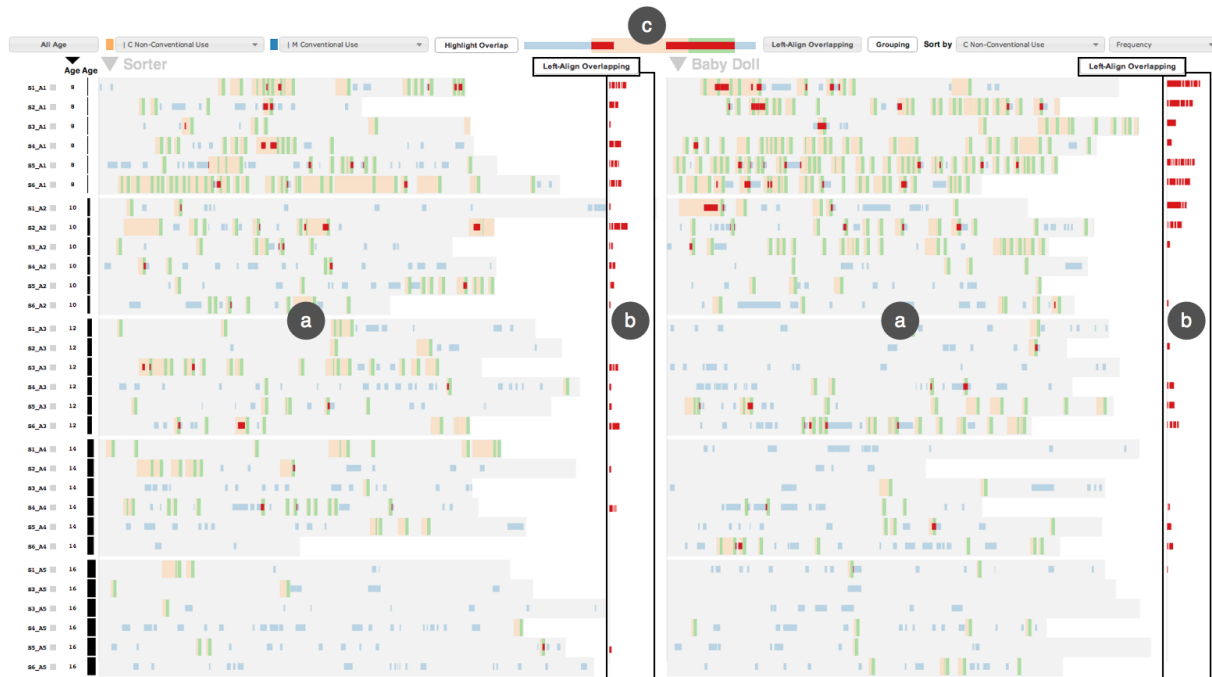 c
All Age
| C Non-Conventional Use
| M Conventional Use
Highlight Overlap
Left-Align Overlapping
Grouping
Sort by
C Non-Conventional Use
Frequency
Age Age
Sorter
Left-Align Overlapping
Baby Doll
Left-Align Overlapping
S1_A1 8
S2_A1 8
S3_A1 8
S4_A1 8
S5_A1 8
S6_A1 8
S1_A2 10
S2_A2 10
S3_A2 10
S4_A2 10
S5_A2 10
S6_A2 10
a
b
a
b
S1_A3 12
S2_A3 12
S3_A3 12
S4_A3 12
S5_A3 12
S6_A3 12
S1_A4 14
S2_A4 14
S3_A4 14
S4_A4 14
S5_A4 14
S6_A4 14
S1_A5 16
S2_A5 16
S3_A5 16
S4_A5 16
S5_A5 16
S6_A5 16